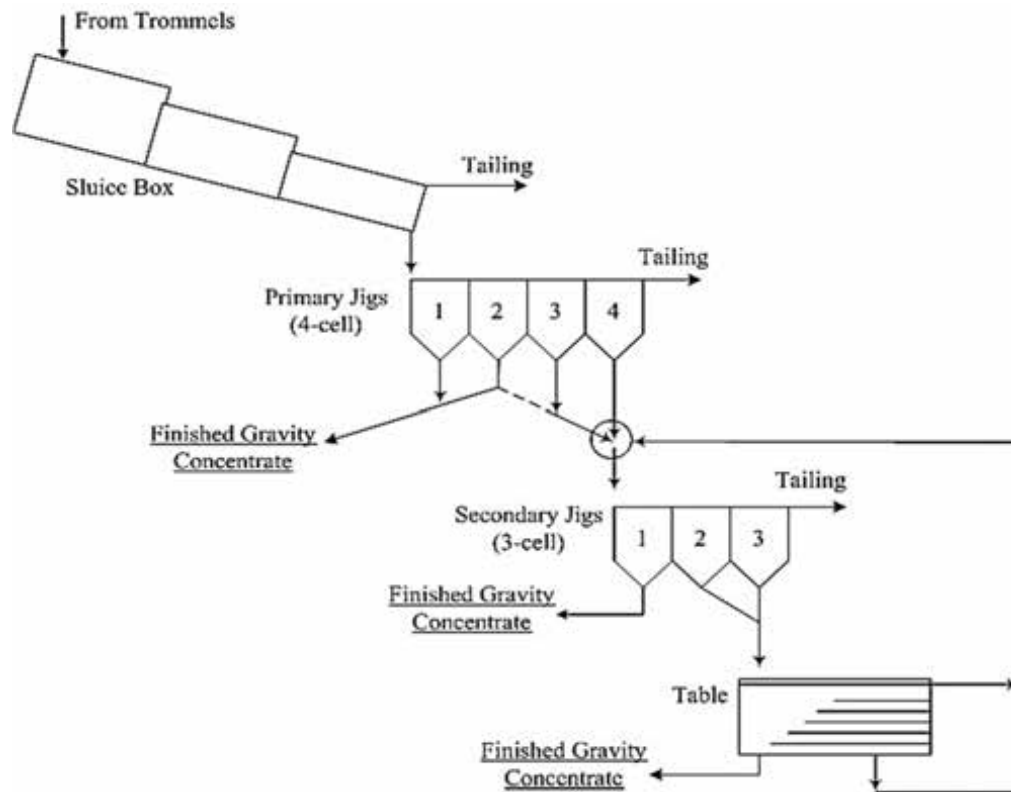 From Trommels
Tailing
Sluice Box
Tailing
Primary Jigs
(4-cell)
1 2 3 4
Finished Gravity
Concentrate
Tailing
Secondary Jigs
(3-cell)
1 2 3
Finished Gravity
Concentrate
Table
Finished Gravity
Concentrate